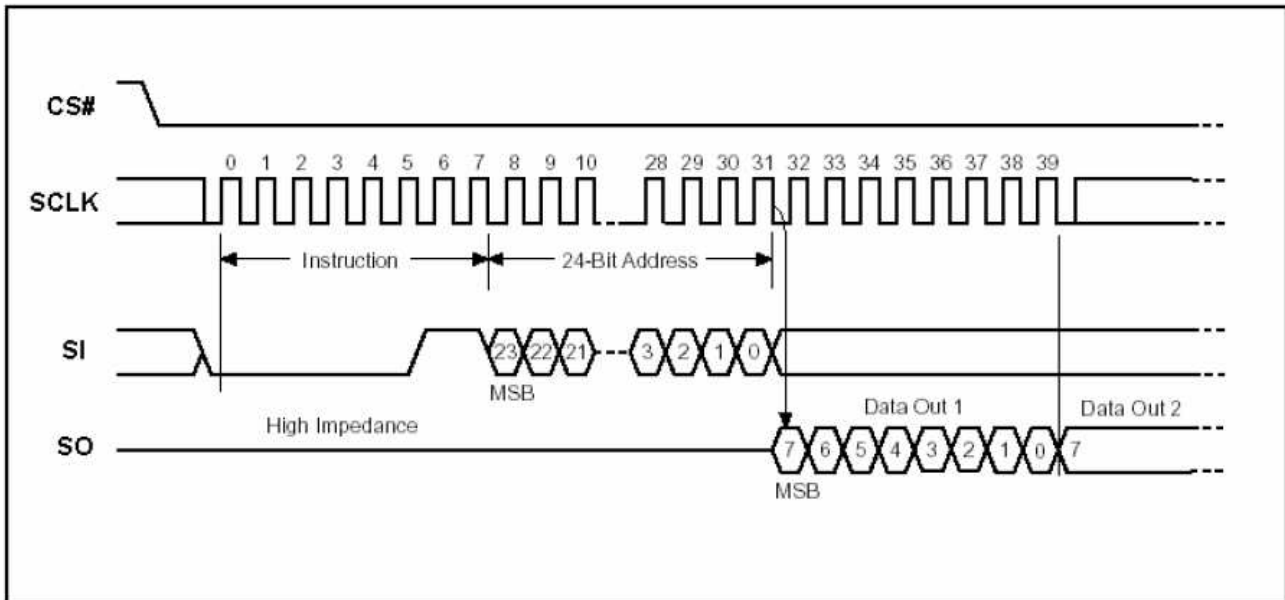 CS#
0 1 2 3 4 5 6 7 8 9 10 28 29 30 31 32 33 34 35 36 37 38 39
SCLK
Instruction 24-Bit Address
SI 23 22 21 3 2 1 0
MSB
High Impedance Data Out 1 Data Out 2
SO 7 6 5 4 3 2 1 0 7
MSB